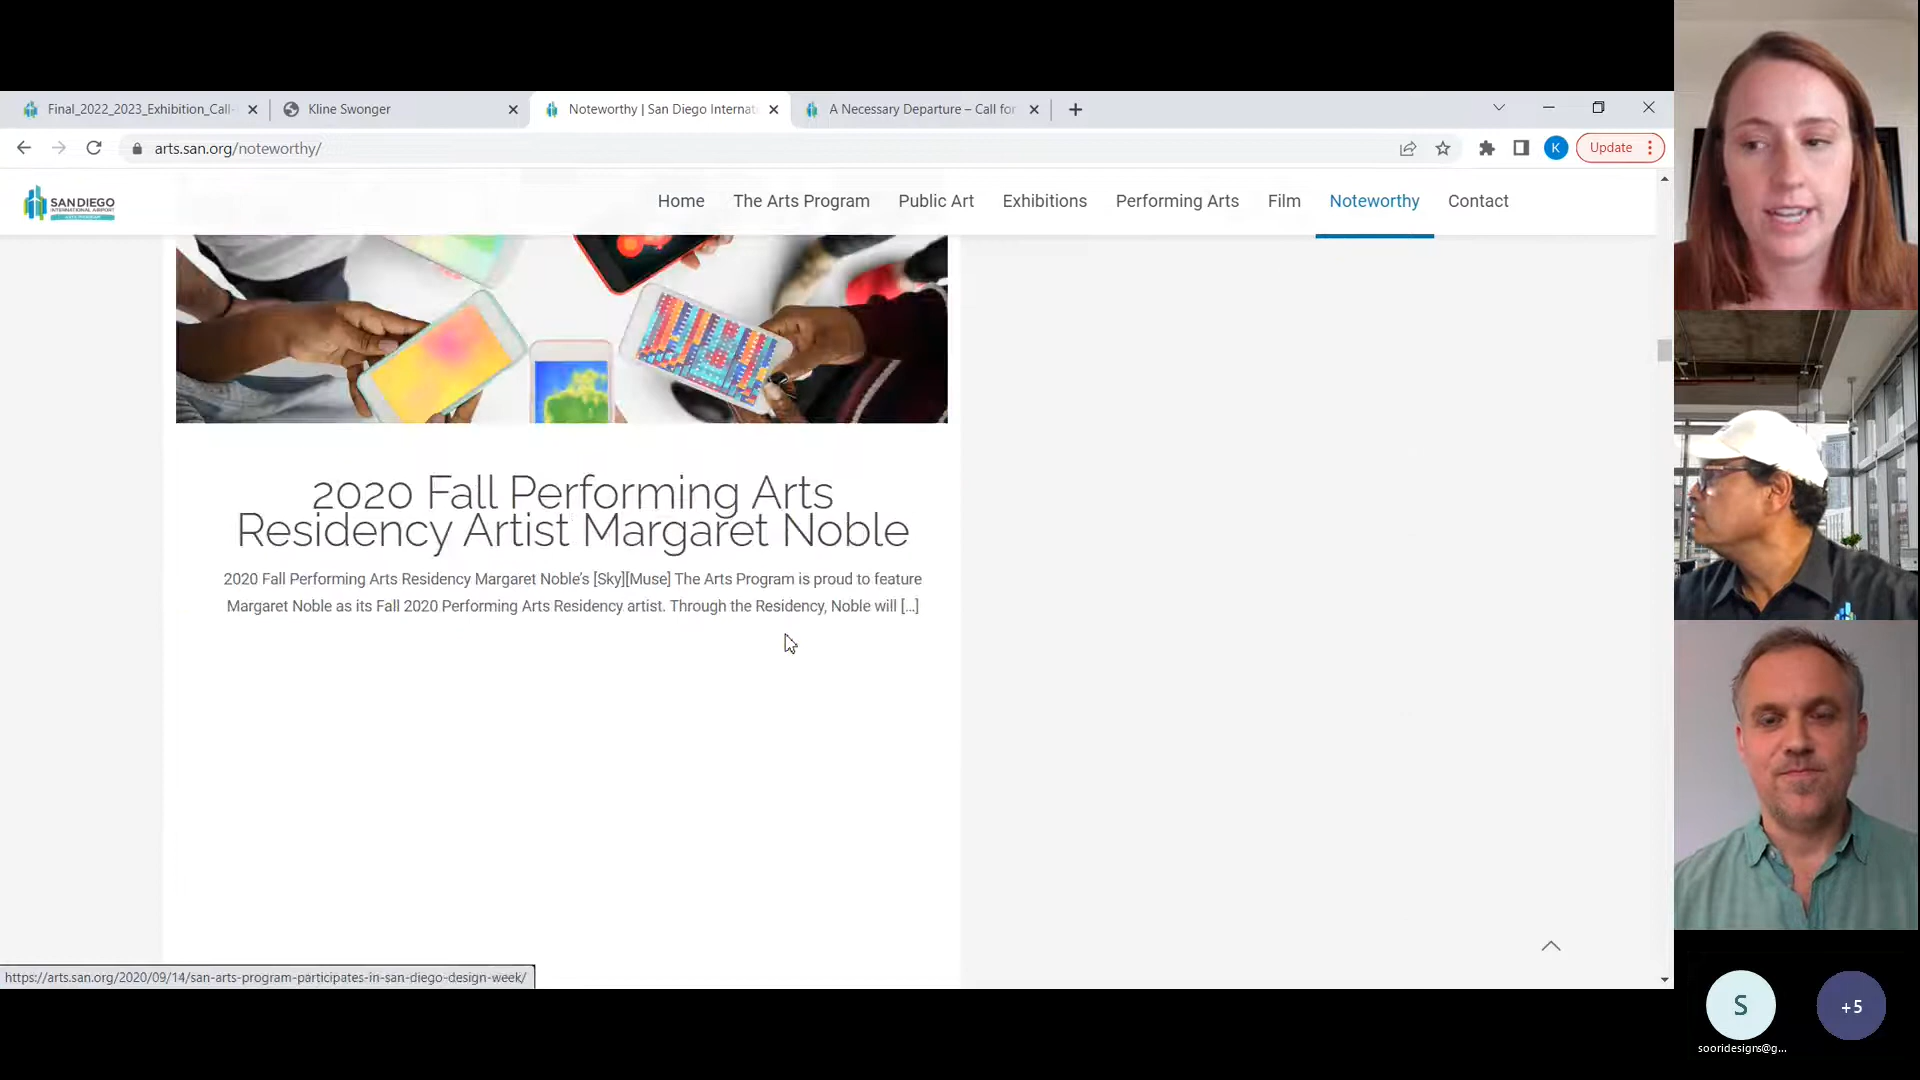 Final_2022_2023_Exhibition_Call-
Kline Swonger
Noteworthy | San Diego Internat
A Necessary Departure – Call for
arts.san.org/noteworthy/
K
Update
SAN DIEGO
INTERNATIONAL AIRPORT
ARTS PROGRAM
Home
The Arts Program
Public Art
Exhibitions
Performing Arts
Film
Noteworthy
Contact
2020 Fall Performing Arts
Residency Artist Margaret Noble
2020 Fall Performing Arts Residency Margaret Noble’s [Sky][Muse] The Arts Program is proud to feature
Margaret Noble as its Fall 2020 Performing Arts Residency artist. Through the Residency, Noble will [...]
https://arts.san.org/2020/09/14/san-arts-program-participates-in-san-diego-design-week/
S
+5
sooridesigns@g...